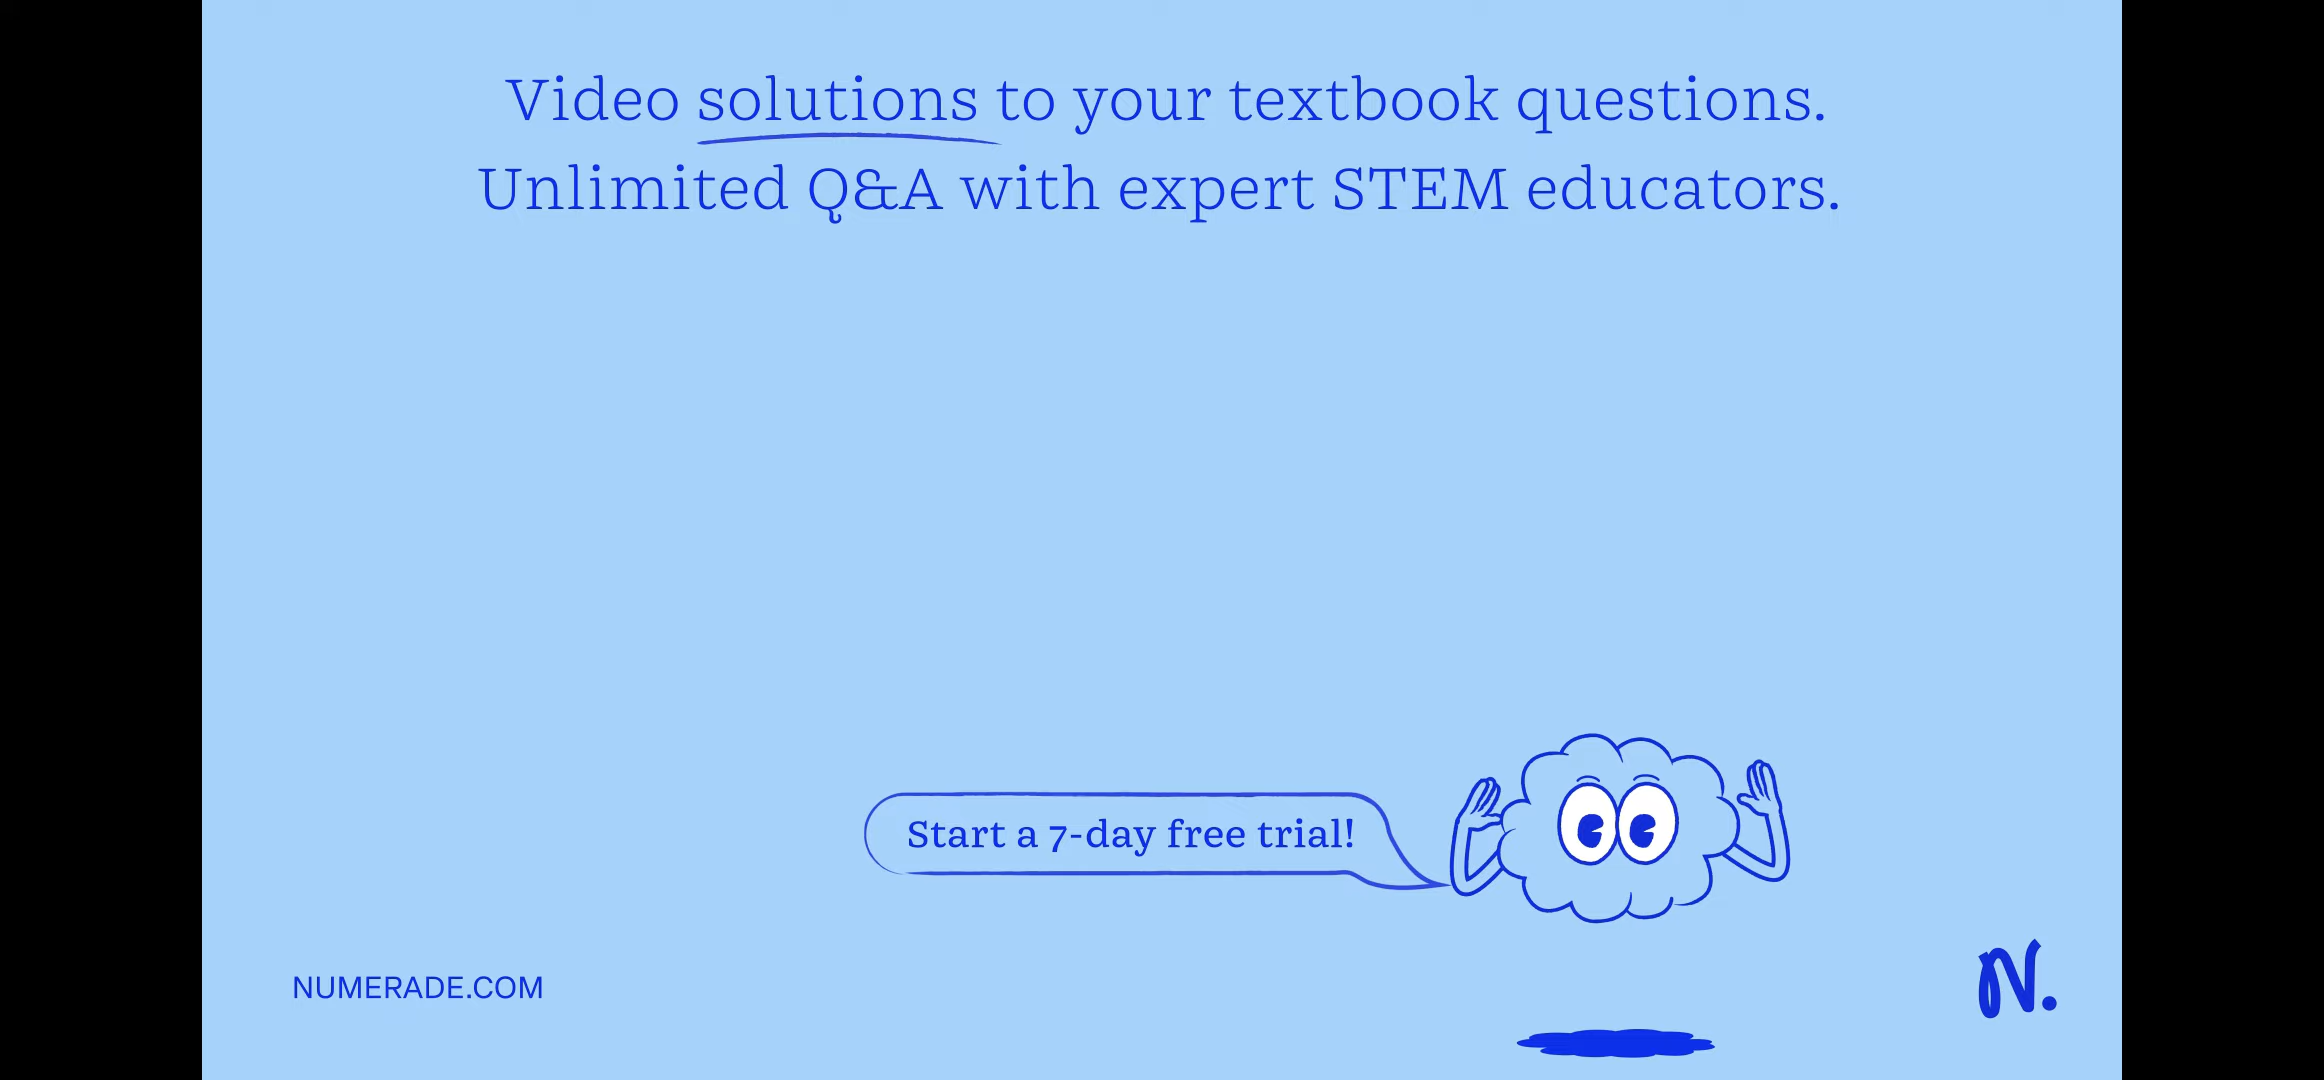 Video solutions to your textbook questions.
Unlimited Q&A with expert STEM educators.
Start a 7-day free trial!
NUMERADE.COM
N.